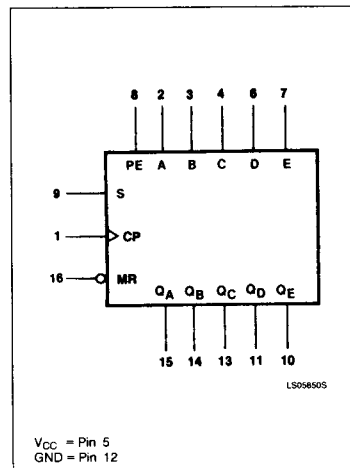 8 2 3 4 6 7
PE A B C D E
9 S
1 CP
16 MR
QA QB QC QD QE
15 14 13 11 10
LS05850S
VCC = Pin 5
GND = Pin 12